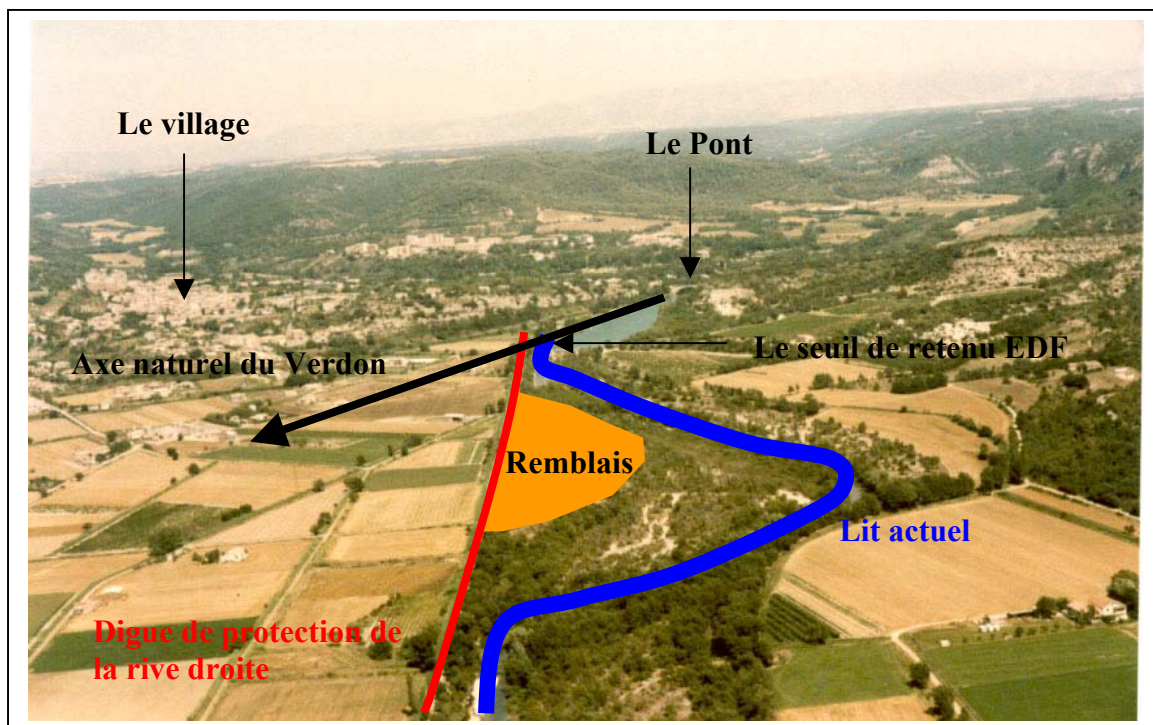 Le village
Le Pont
Axe naturel du Verdon
Le seuil de retenu EDF
Remblais
Lit actuel
Digue de protection de
la rive droite